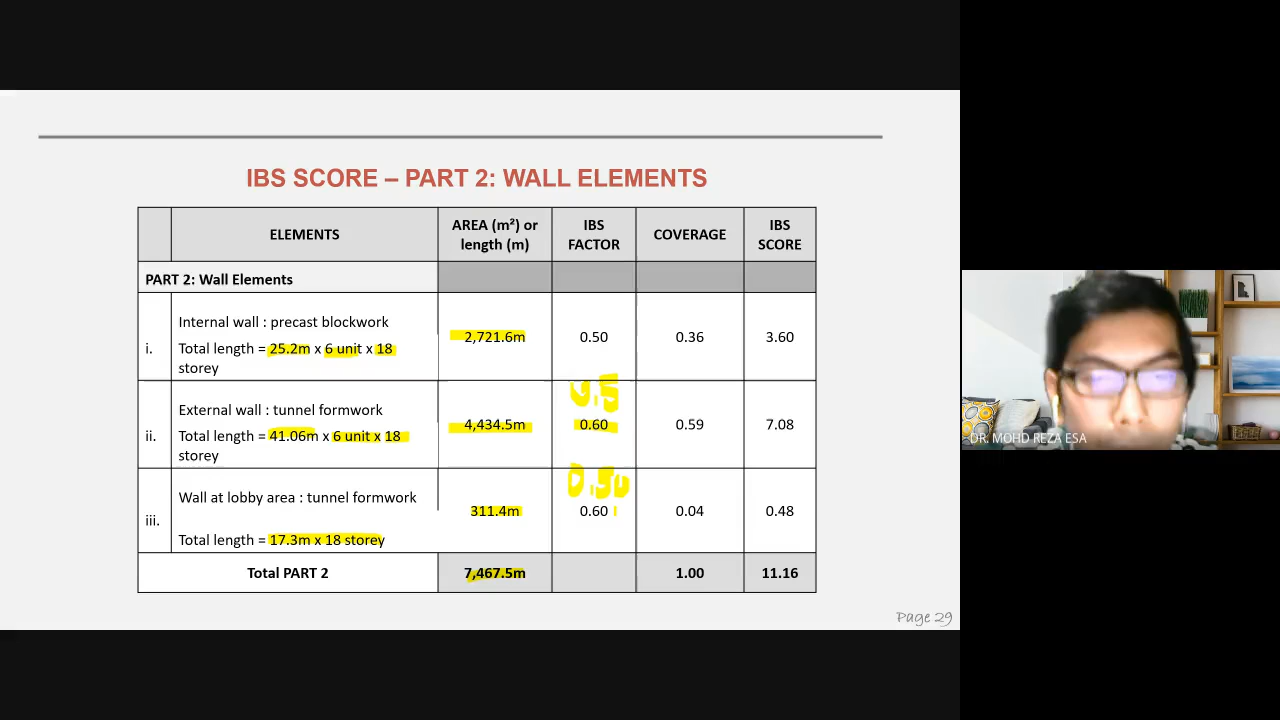 IBS SCORE – PART 2: WALL ELEMENTS
ELEMENTS
AREA (m²) or length (m)
IBS FACTOR
COVERAGE
IBS SCORE
PART 2: Wall Elements
i.
Internal wall : precast blockwork
Total length = 25.2m x 6 unit x 18
storey
2,721.6m
0.50
0.36
3.60
ii.
External wall : tunnel formwork
Total length = 41.06m x 6 unit x 18
storey
4,434.5m
0.5
0.60
0.59
7.08
iii.
Wall at lobby area : tunnel formwork
Total length = 17.3m x 18 storey
311.4m
0.50
0.60
0.04
0.48
Total PART 2
7,467.5m
1.00
11.16
Page 29
DR. MOHD REZA ESA